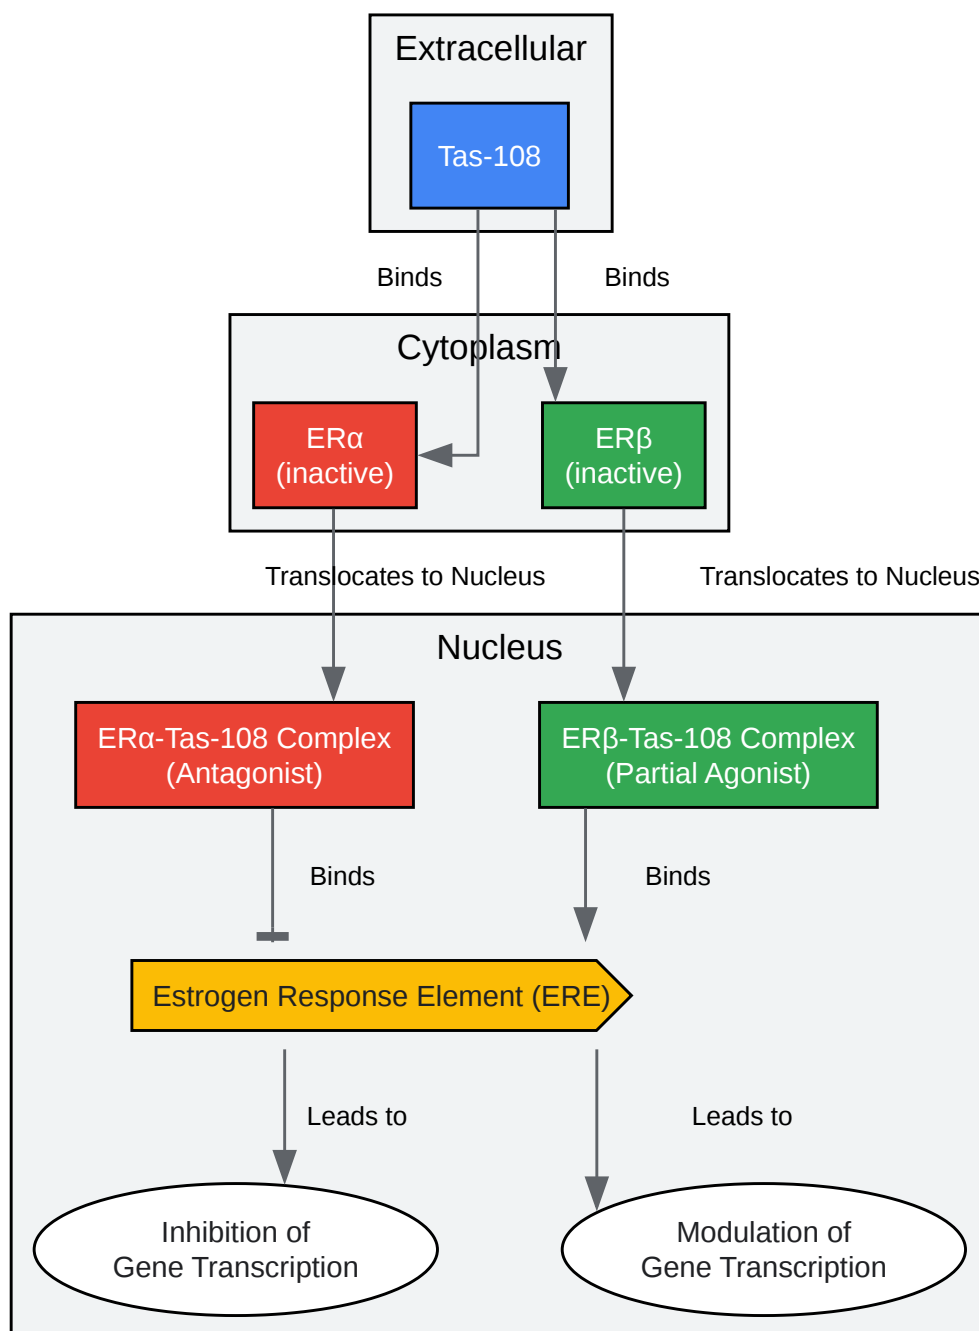 Extracellular
Tas-108
Binds
Binds
Cytoplasm
ERα
(inactive)
ERβ
(inactive)
Translocates to Nucleus
Translocates to Nucleus
Nucleus
ERα-Tas-108 Complex
(Antagonist)
ERβ-Tas-108 Complex
(Partial Agonist)
Binds
Binds
Estrogen Response Element (ERE)
Leads to
Leads to
Inhibition of
Gene Transcription
Modulation of
Gene Transcription